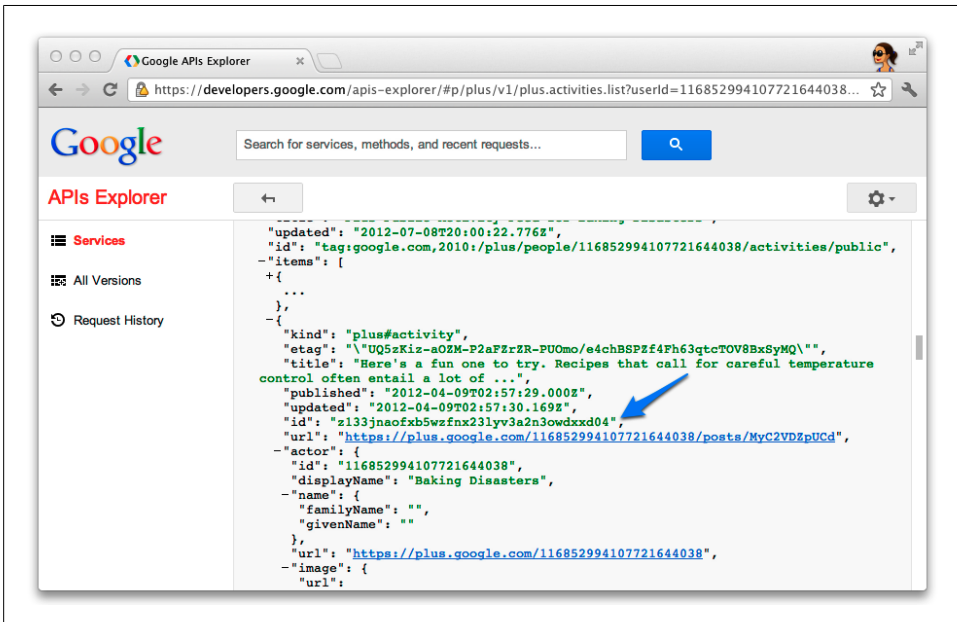 Google APIs Explorer
https://developers.google.com/apis-explorer/#p/plus/v1/plus.activities.list?userId=116852994107721644038...
Google
Search for services, methods, and recent requests...
APIs Explorer
Services
All Versions
Request History
"updated": "2012-07-08T20:00:22.776Z",
"id": "tag:google.com,2010:/plus/people/116852994107721644038/activities/public",
-"items": [
+{
...
},
-{
"kind": "plus#activity",
"etag": "\"UQ5zKiz-aOZM-P2aFZrZR-PUOmo/e4chBSPZf4Fh63qtcTOV8BxSyMQ\"",
"title": "Here's a fun one to try. Recipes that call for careful temperature
control often entail a lot of ...",
"published": "2012-04-09T02:57:29.000Z",
"updated": "2012-04-09T02:57:30.169Z",
"id": "z133jnaofxb5wzfnx23lyv3a2n3owdxxd04",
"url": "https://plus.google.com/116852994107721644038/posts/MyC2VDZpUCd",
-"actor": {
"id": "116852994107721644038",
"displayName": "Baking Disasters",
-"name": {
"familyName": "",
"givenName": ""
},
"url": "https://plus.google.com/116852994107721644038",
-"image": {
"url":